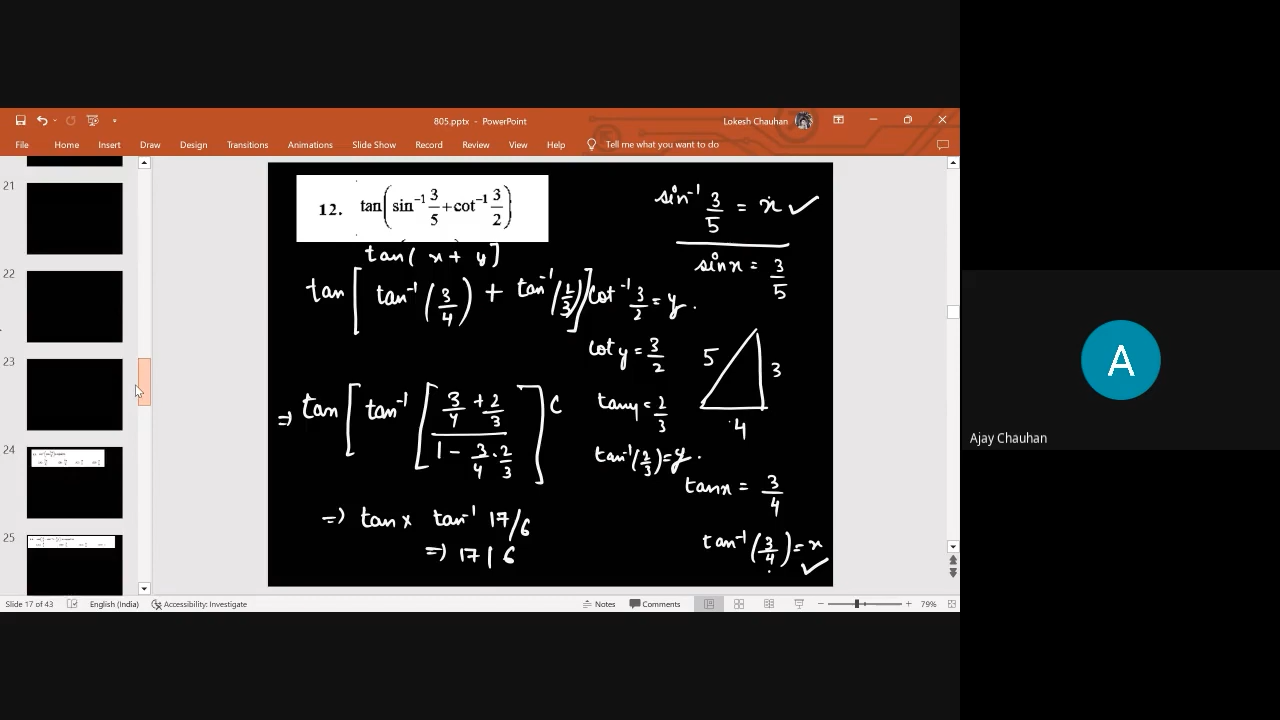 805.pptx - PowerPoint
Lokesh Chauhan
File Home Insert Draw Design Transitions Animations Slide Show Record Review View Help Tell me what you want to do
21
22
23
24
25
12. tan(sin⁻¹ 3/5 + cot⁻¹ 3/2)
tan( x + y]
tan[ tan⁻¹(3/4) + tan⁻¹(2/3)]
=) tan[ tan⁻¹[ 3/4 + 2/3 / 1 - 3/4 . 2/3 ] C
=) tan x tan⁻¹ 17/6
=) 17/6
sin⁻¹ 3/5 = x ✓
sin x = 3/5
cot⁻¹ 3/2 = y .
cot y = 3/2
tan y = 2/3
tan⁻¹(2/3) = y .
5
3
4
tan x = 3/4
tan⁻¹(3/4) = x ✓
Slide 17 of 43 English (India) Accessibility: Investigate Notes Comments 79%
A
Ajay Chauhan